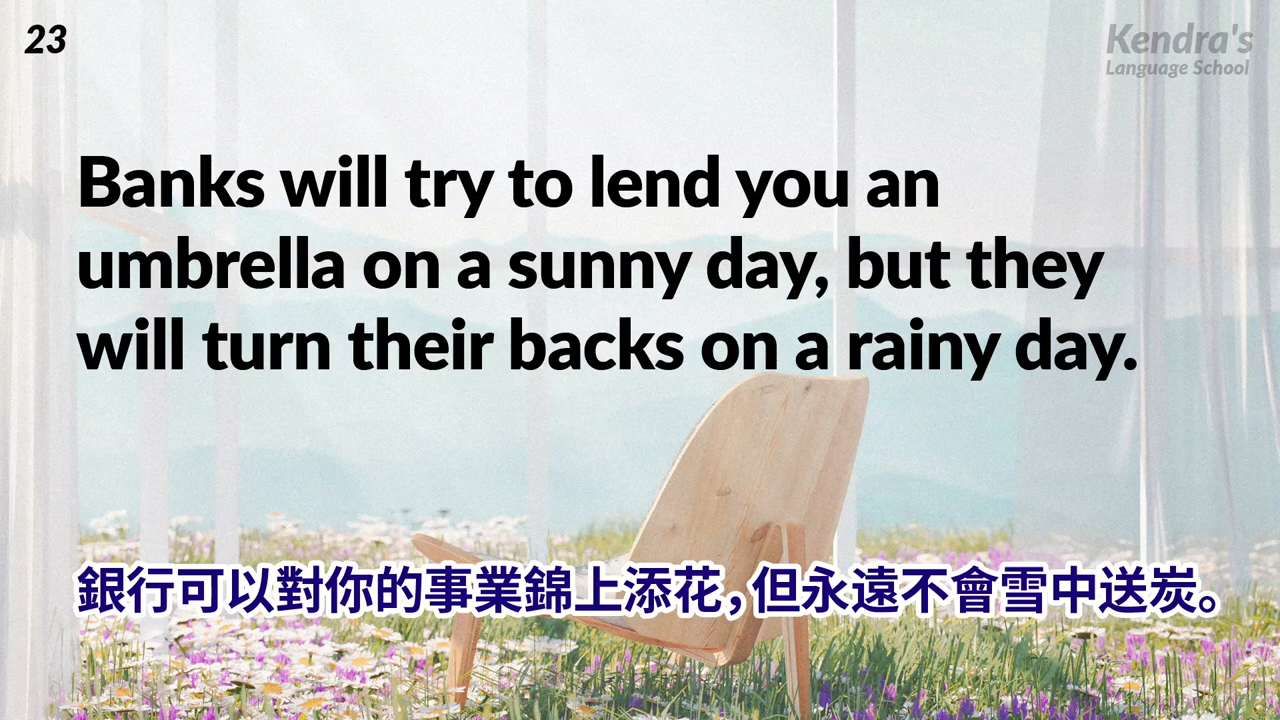 23
Kendra's
Language School
Banks will try to lend you an
umbrella on a sunny day, but they
will turn their backs on a rainy day.
銀行可以對你的事業錦上添花，但永遠不會雪中送炭。